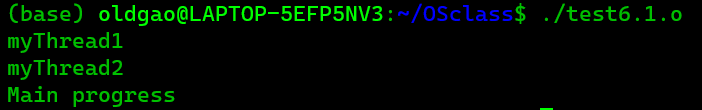 (base) oldgao@LAPTOP-5EFP5NV3:~/OSclass$ ./test6.1.o
myThread1
myThread2
Main progress